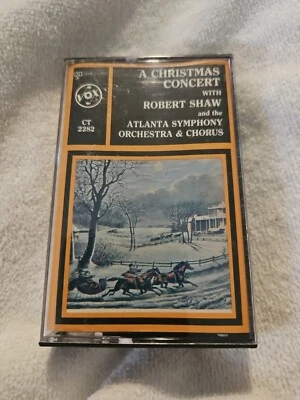 A CHRISTMAS
CONCERT
WITH
ROBERT SHAW
and the
ATLANTA SYMPHONY
ORCHESTRA & CHORUS
VOX
CT
2282